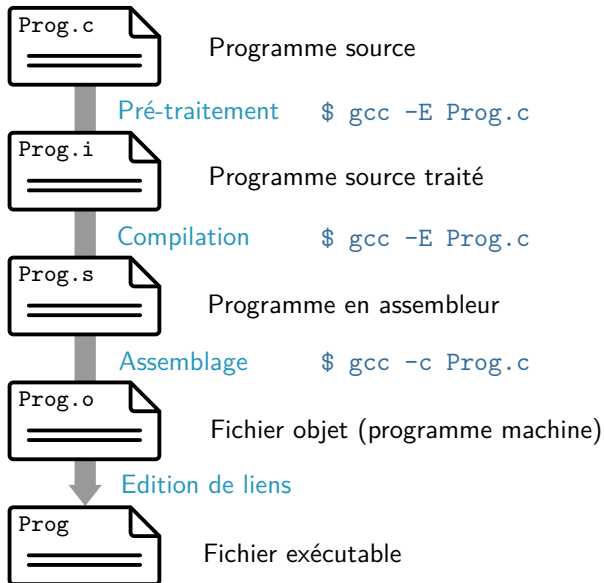 Prog.c
Programme source
Pré-traitement $ gcc -E Prog.c
Prog.i
Programme source traité
Compilation $ gcc -E Prog.c
Prog.s
Programme en assembleur
Assemblage $ gcc -c Prog.c
Prog.o
Fichier objet (programme machine)
Edition de liens
Prog
Fichier exécutable